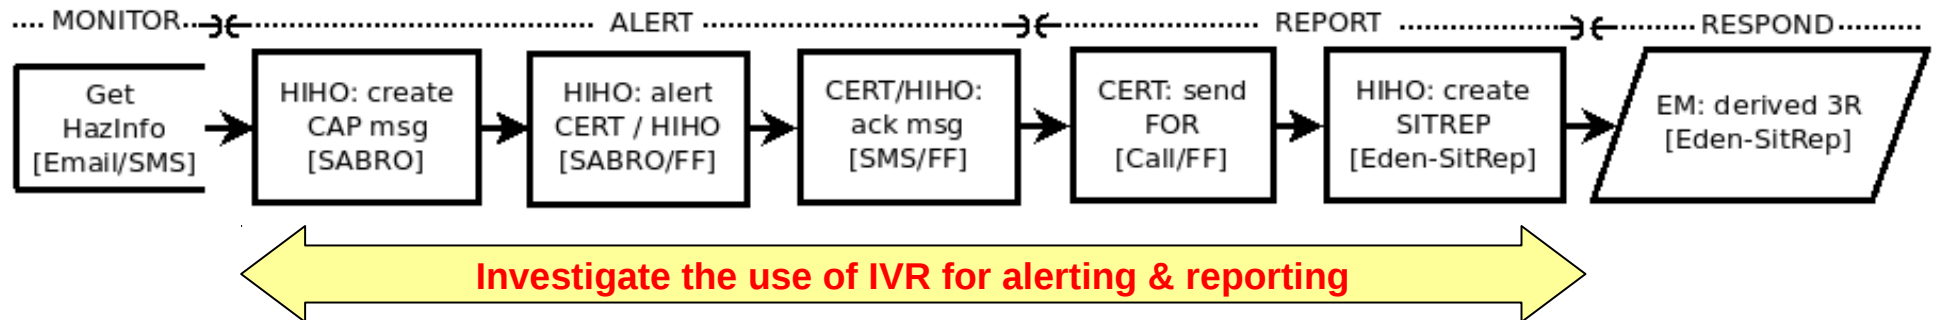 MONITOR
ALERT
REPORT
RESPOND
Get
HazInfo
[Email/SMS]
HIHO: create
CAP msg
[SABRO]
HIHO: alert
CERT / HIHO
[SABRO/FF]
CERT/HIHO:
ack msg
[SMS/FF]
CERT: send
FOR
[Call/FF]
HIHO: create
SITREP
[Eden-SitRep]
EM: derived 3R
[Eden-SitRep]
Investigate the use of IVR for alerting & reporting